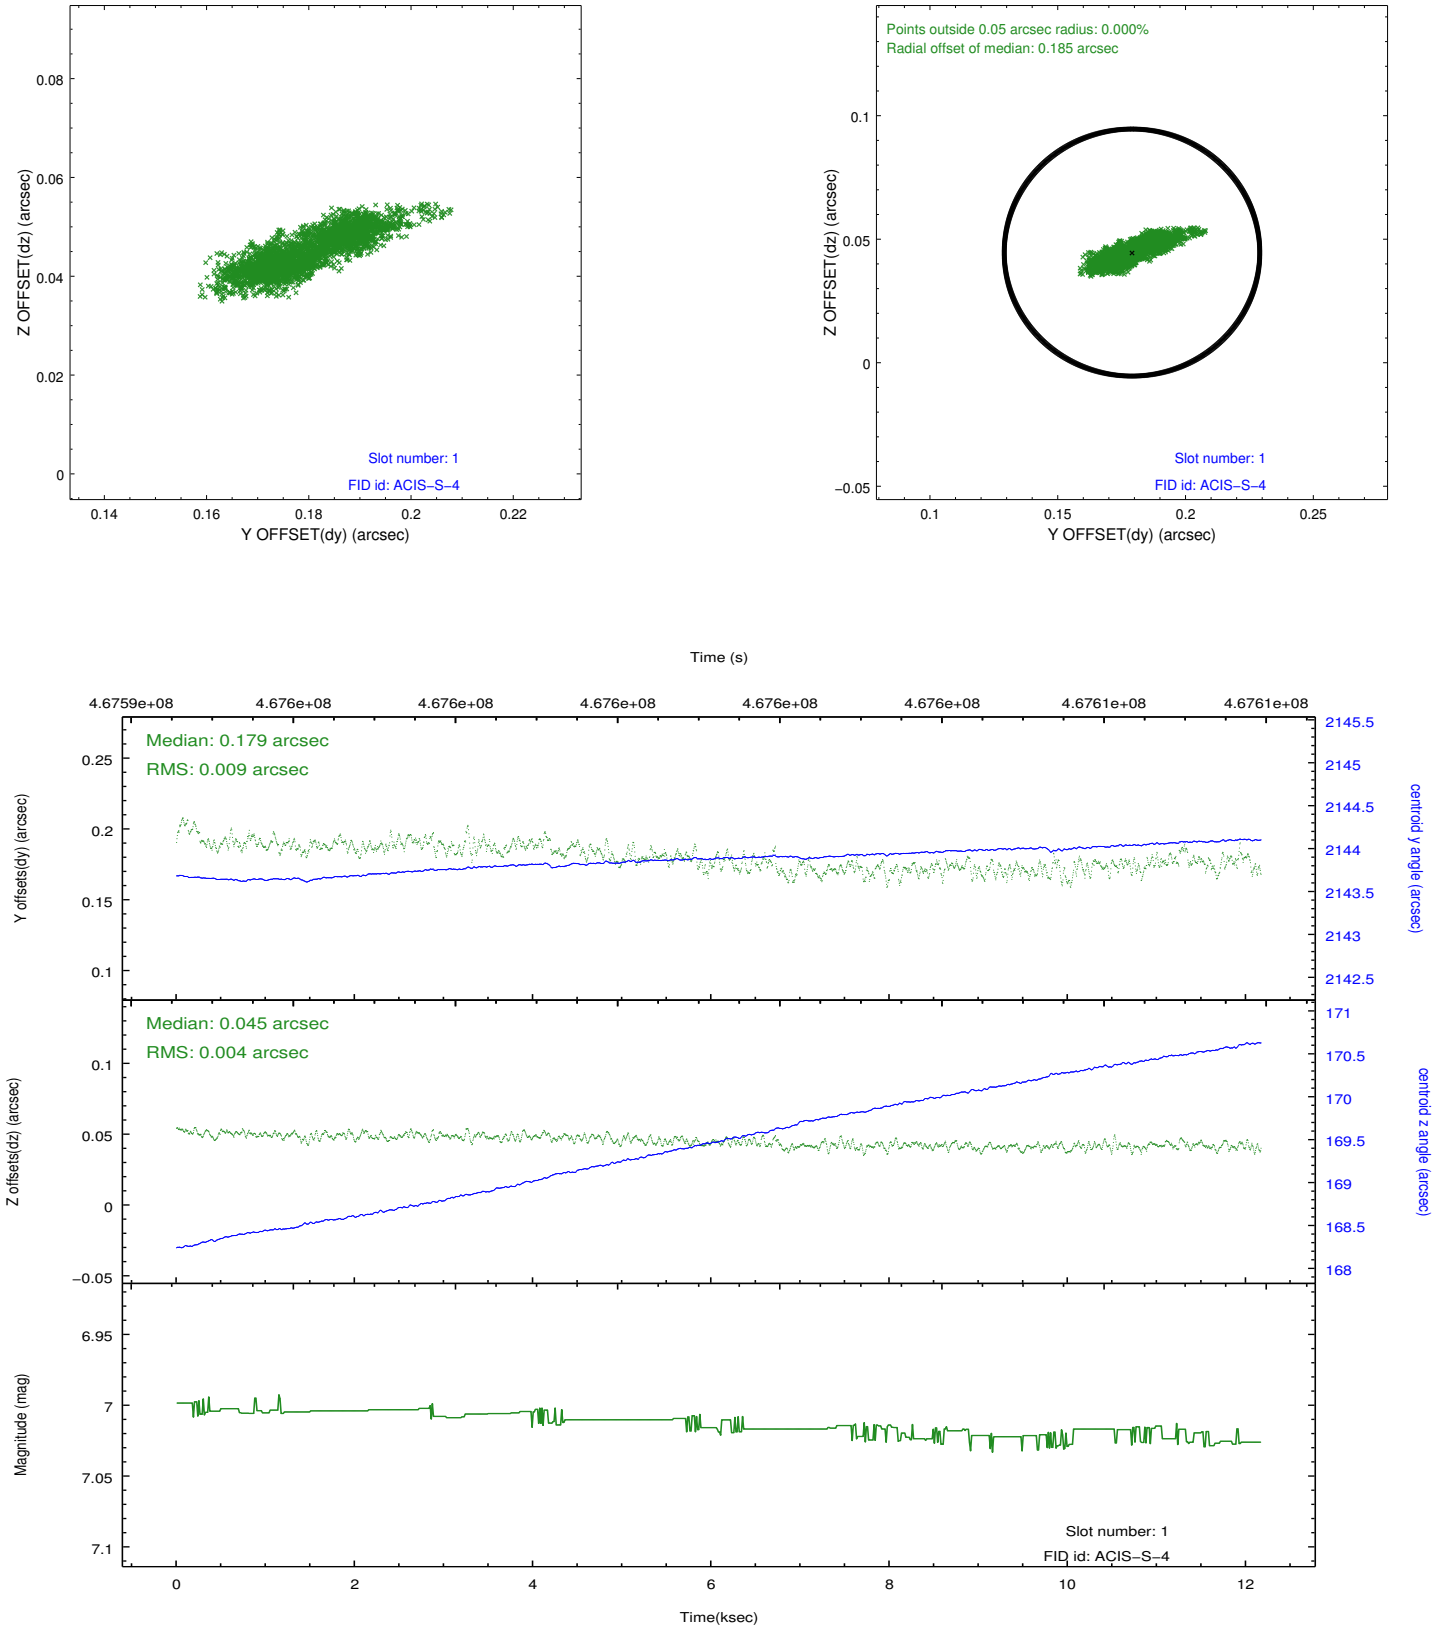 0.08
0.06
0.04
0.02
0
0.14
0.16
0.18
0.2
0.22
Z OFFSET(dz) (arcsec)
Y OFFSET(dy) (arcsec)
Slot number: 1
FID id: ACIS−S−4
Points outside 0.05 arcsec radius: 0.000%
Radial offset of median: 0.185 arcsec
0.1
0.05
0
−0.05
0.1
0.15
0.2
0.25
Z OFFSET(dz) (arcsec)
Y OFFSET(dy) (arcsec)
Slot number: 1
FID id: ACIS−S−4
Time (s)
4.6759e+08 4.676e+08 4.676e+08 4.676e+08 4.676e+08 4.676e+08 4.6761e+08 4.6761e+08
Median: 0.179 arcsec
RMS: 0.009 arcsec
0.25
0.2
0.15
0.1
Y offsets(dy) (arcsec)
2145.5
2145
2144.5
2144
2143.5
2143
2142.5
centroid y angle (arcsec)
Median: 0.045 arcsec
RMS: 0.004 arcsec
0.1
0.05
0
−0.05
Z offsets(dz) (arcsec)
171
170.5
170
169.5
169
168.5
168
centroid z angle (arcsec)
6.95
7
7.05
7.1
Magnitude (mag)
Slot number: 1
FID id: ACIS−S−4
0 2 4 6 8 10 12
Time(ksec)